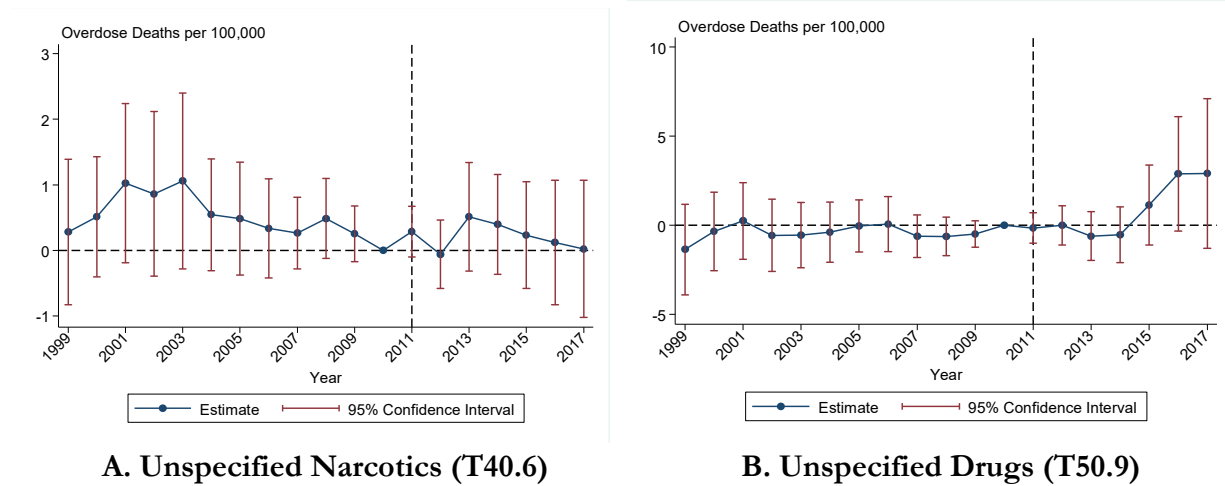 Overdose Deaths per 100,000
3
2
1
0
-1
1999 2001 2003 2005 2007 2009 2011 2013 2015 2017
Year
Estimate 95% Confidence Interval
A. Unspecified Narcotics (T40.6)
Overdose Deaths per 100,000
10
5
0
-5
1999 2001 2003 2005 2007 2009 2011 2013 2015 2017
Year
Estimate 95% Confidence Interval
B. Unspecified Drugs (T50.9)